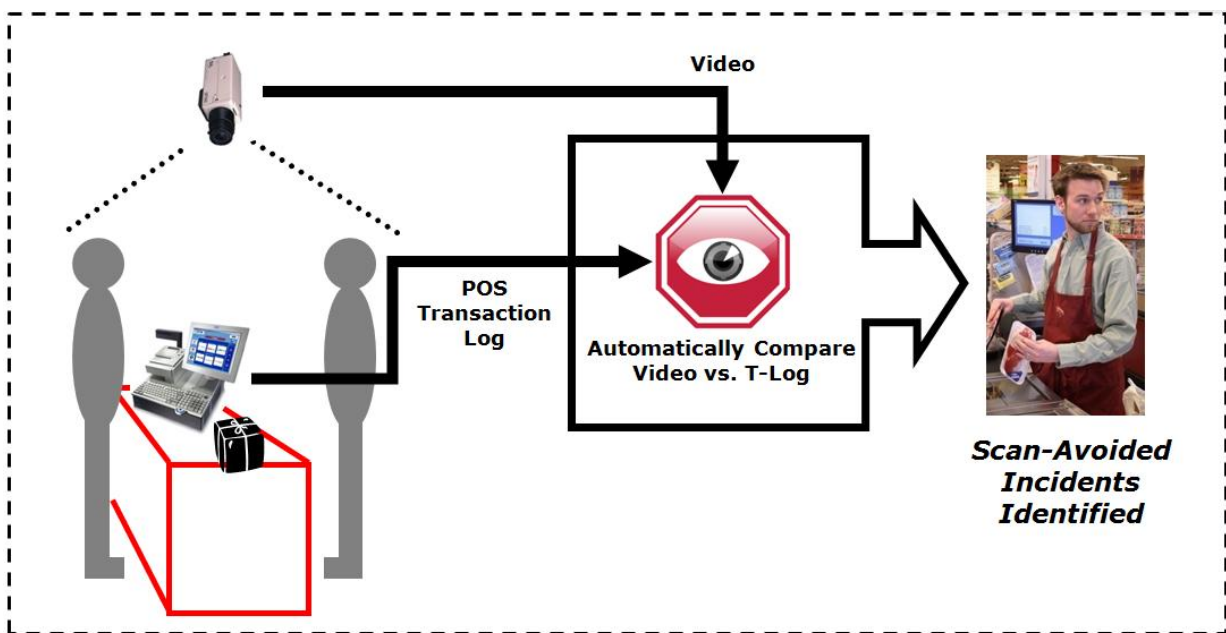 Video
POS
Transaction
Log
Automatically Compare
Video vs. T-Log
Scan-Avoided
Incidents
Identified